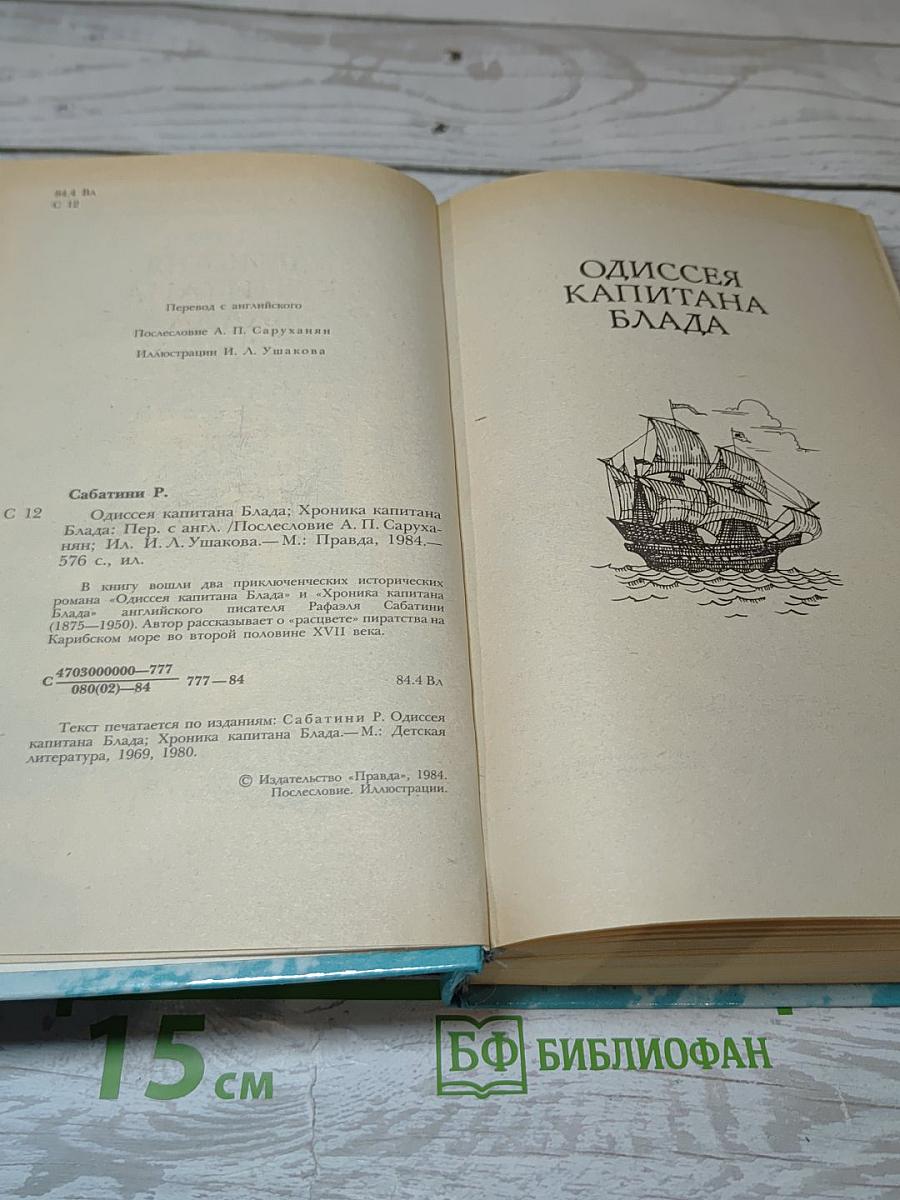 84.4 Вл
С 12
Перевод с английского
Послесловие А. П. Саруханян
Иллюстрации И. Л. Ушакова
Сабатини Р.
С 12 Одиссея капитана Блада; Хроника капитана
Блада: Пер. с англ. /Послесловие А. П. Саруха-
нян; Ил. И. Л. Ушакова.— М.: Правда, 1984.—
576 с., ил.
В книгу вошли два приключенческих исторических
романа «Одиссея капитана Блада» и «Хроника капитана
Блада» английского писателя Рафаэля Сабатини
(1875—1950). Автор рассказывает о «расцвете» пиратства на
Карибском море во второй половине XVII века.
С 4703000000—777
080(02)—84 777—84 84.4 Вл
Текст печатается по изданиям: Сабатини Р. Одиссея
капитана Блада; Хроника капитана Блада.— М.: Детская
литература, 1969, 1980.
© Издательство «Правда», 1984.
Послесловие. Иллюстрации.
ОДИССЕЯ
КАПИТАНА
БЛАДА
15 см
БФ БИБЛИОФАН